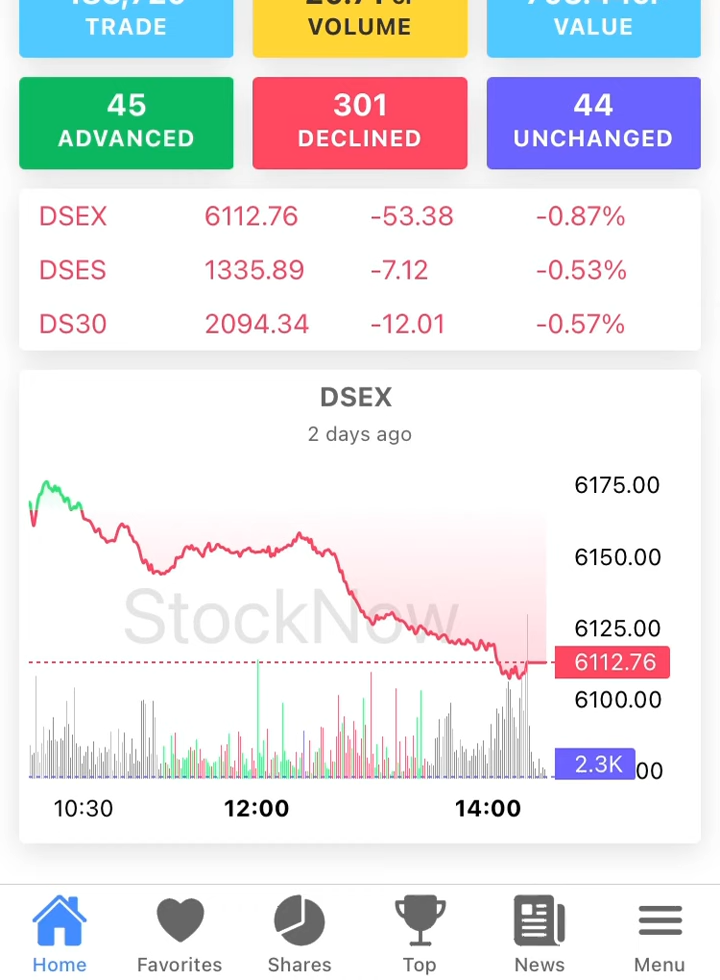 TRADE VOLUME VALUE
45 301 44
ADVANCED DECLINED UNCHANGED
DSEX 6112.76 -53.38 -0.87%
DSES 1335.89 -7.12 -0.53%
DS30 2094.34 -12.01 -0.57%
DSEX
2 days ago
6175.00
6150.00
StockNow
6125.00
6112.76
6100.00
2.3K 00
10:30 12:00 14:00
Home Favorites Shares Top News Menu